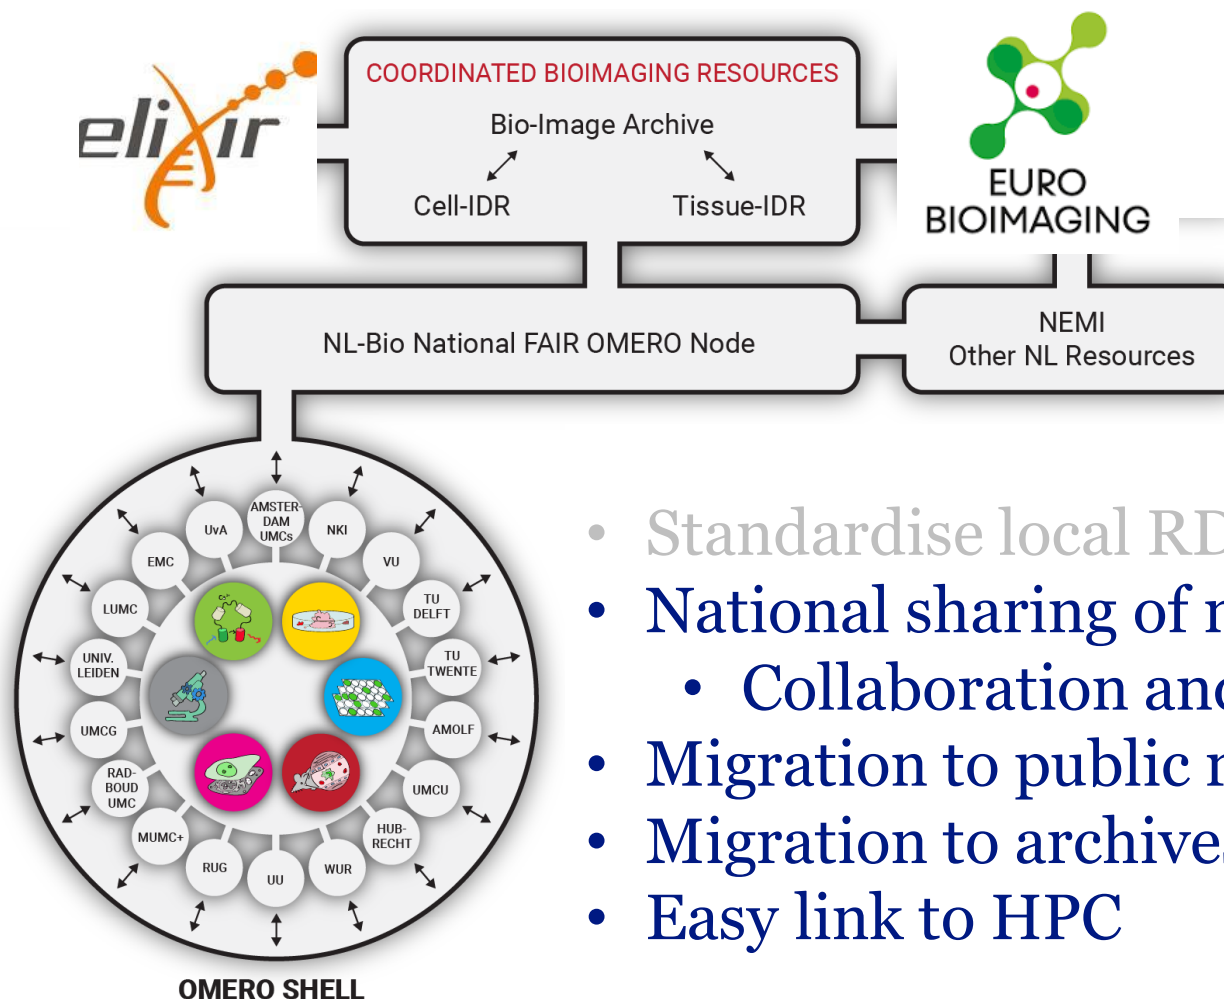 elixir
COORDINATED BIOIMAGING RESOURCES
Bio-Image Archive
Cell-IDR
Tissue-IDR
EURO
BIOIMAGING
NL-Bio National FAIR OMERO Node
NEMI
Other NL Resources
AMSTER-
DAM
UMCs
NKI
VU
TU
DELFT
TU
TWENTE
AMOLF
UMCU
HUB-
RECHT
WUR
UU
RUG
MUMC+
RAD-
BOUD
UMC
UMCG
UNIV.
LEIDEN
LUMC
EMC
UvA
OMERO SHELL
• Standardise local
• National sharing of
• Collaboration and
• Migration to public
• Migration to archives
• Easy link to HPC